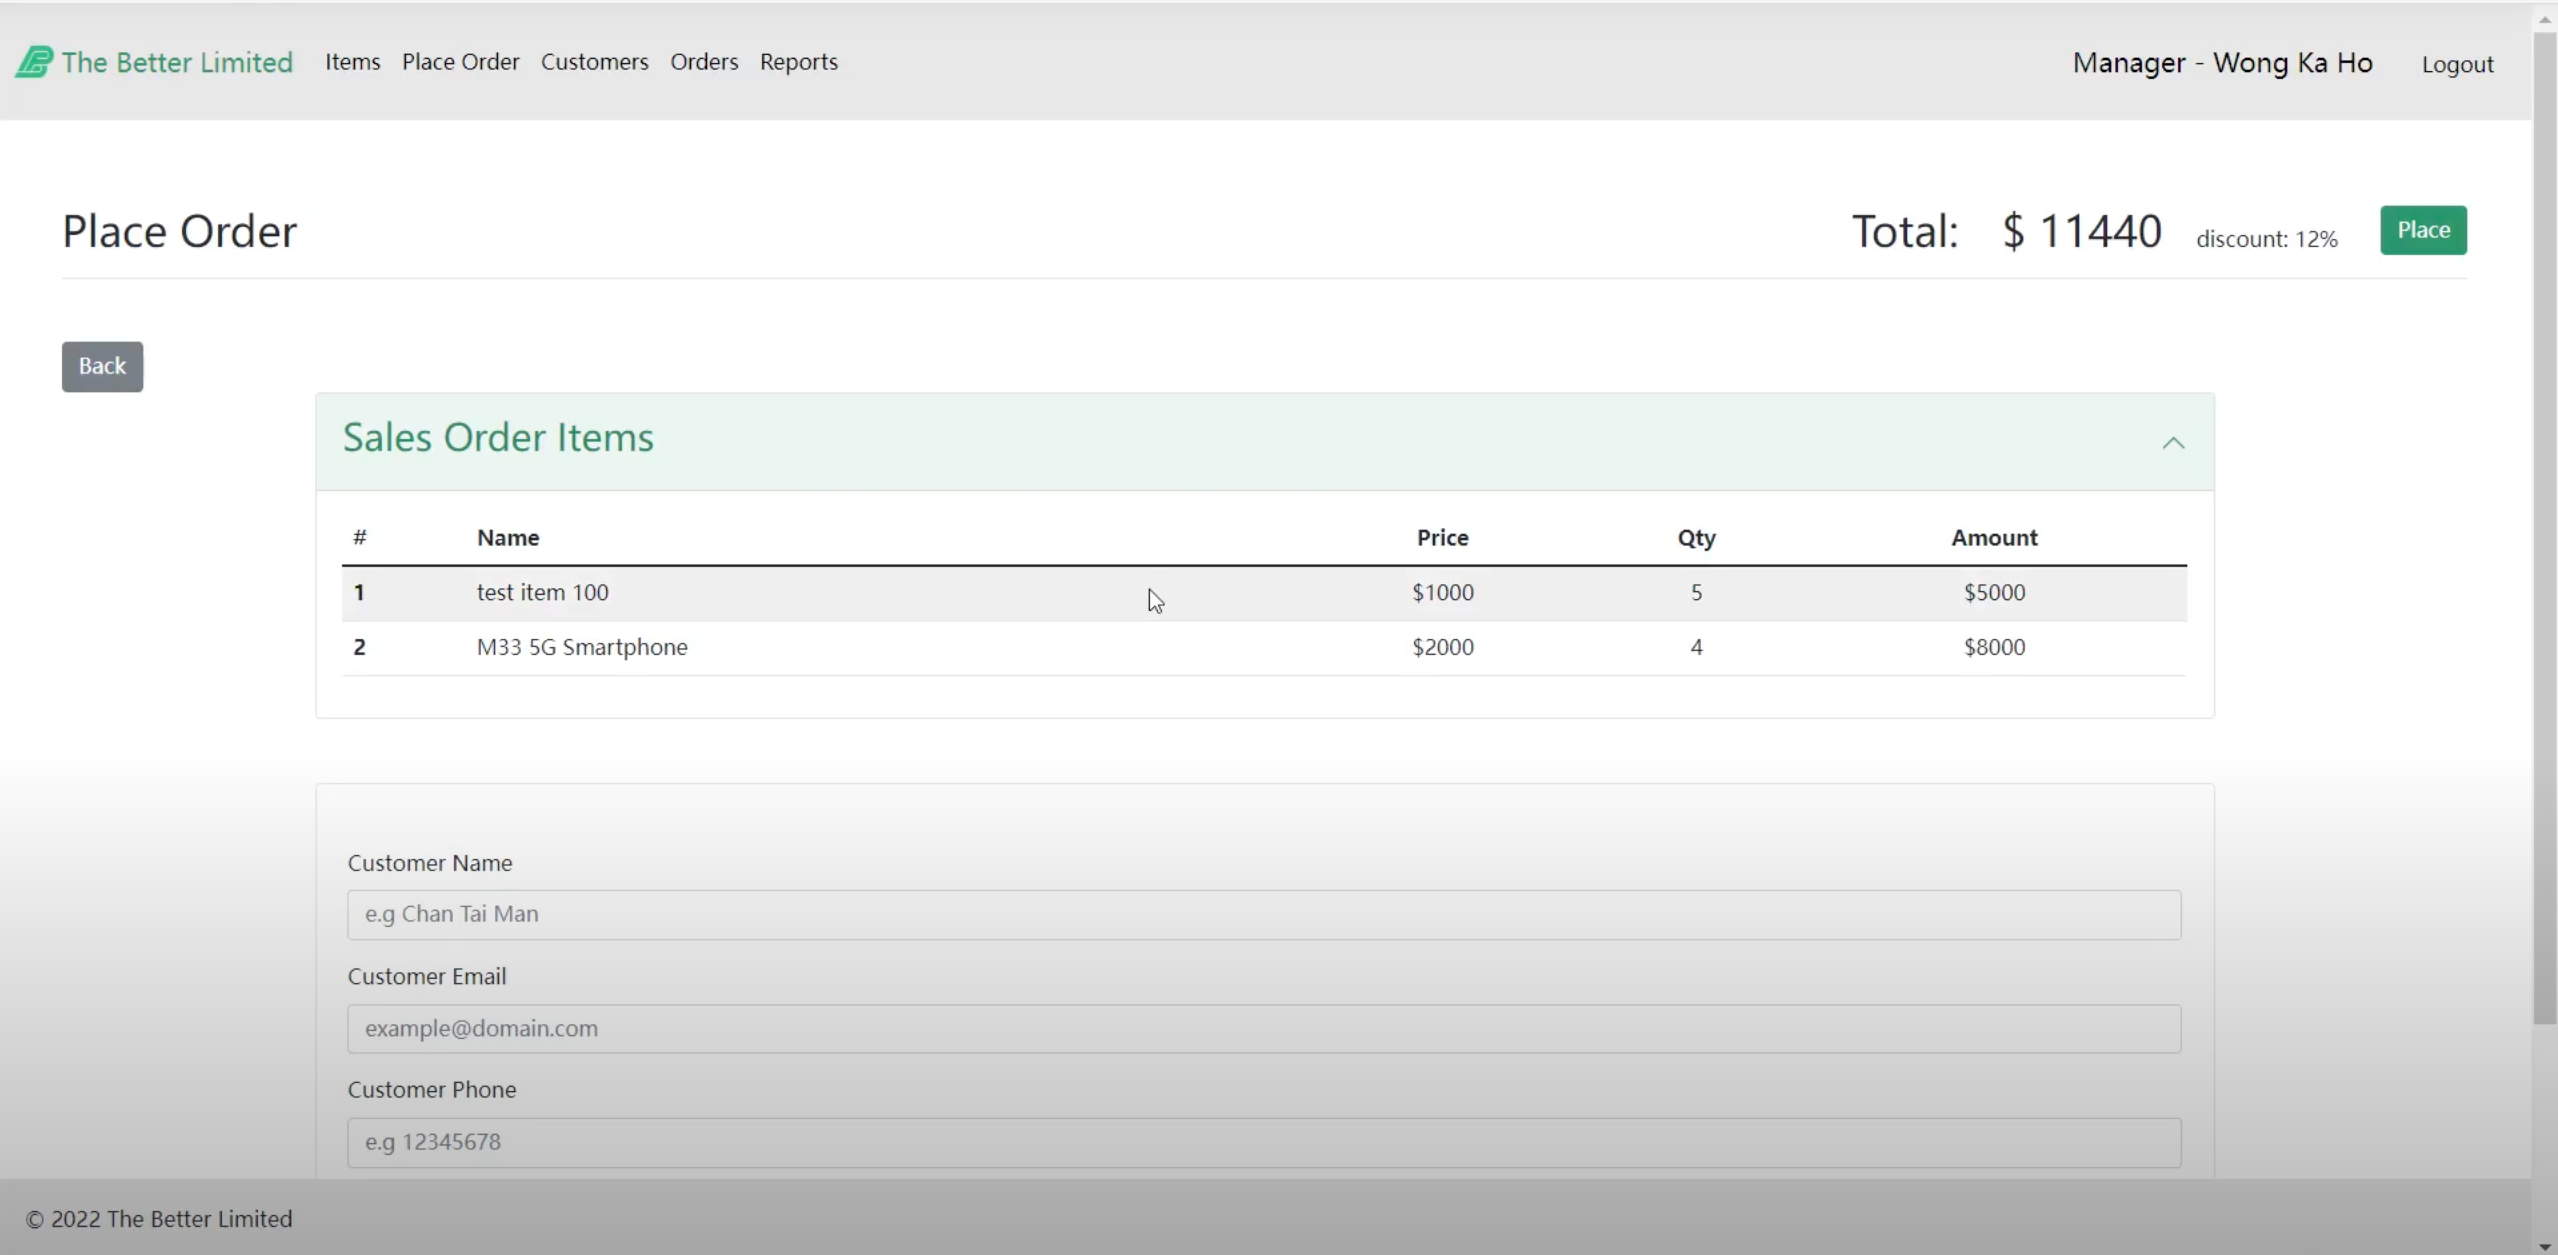 The Better Limited Items Place Order Customers Orders Reports Manager - Wong Ka Ho Logout
Place Order Total: $ 11440 discount: 12% Place
Back
Sales Order Items
# Name Price Qty Amount
1 test item 100 $1000 5 $5000
2 M33 5G Smartphone $2000 4 $8000
Customer Name
e.g Chan Tai Man
Customer Email
example@domain.com
Customer Phone
e.g 12345678
© 2022 The Better Limited